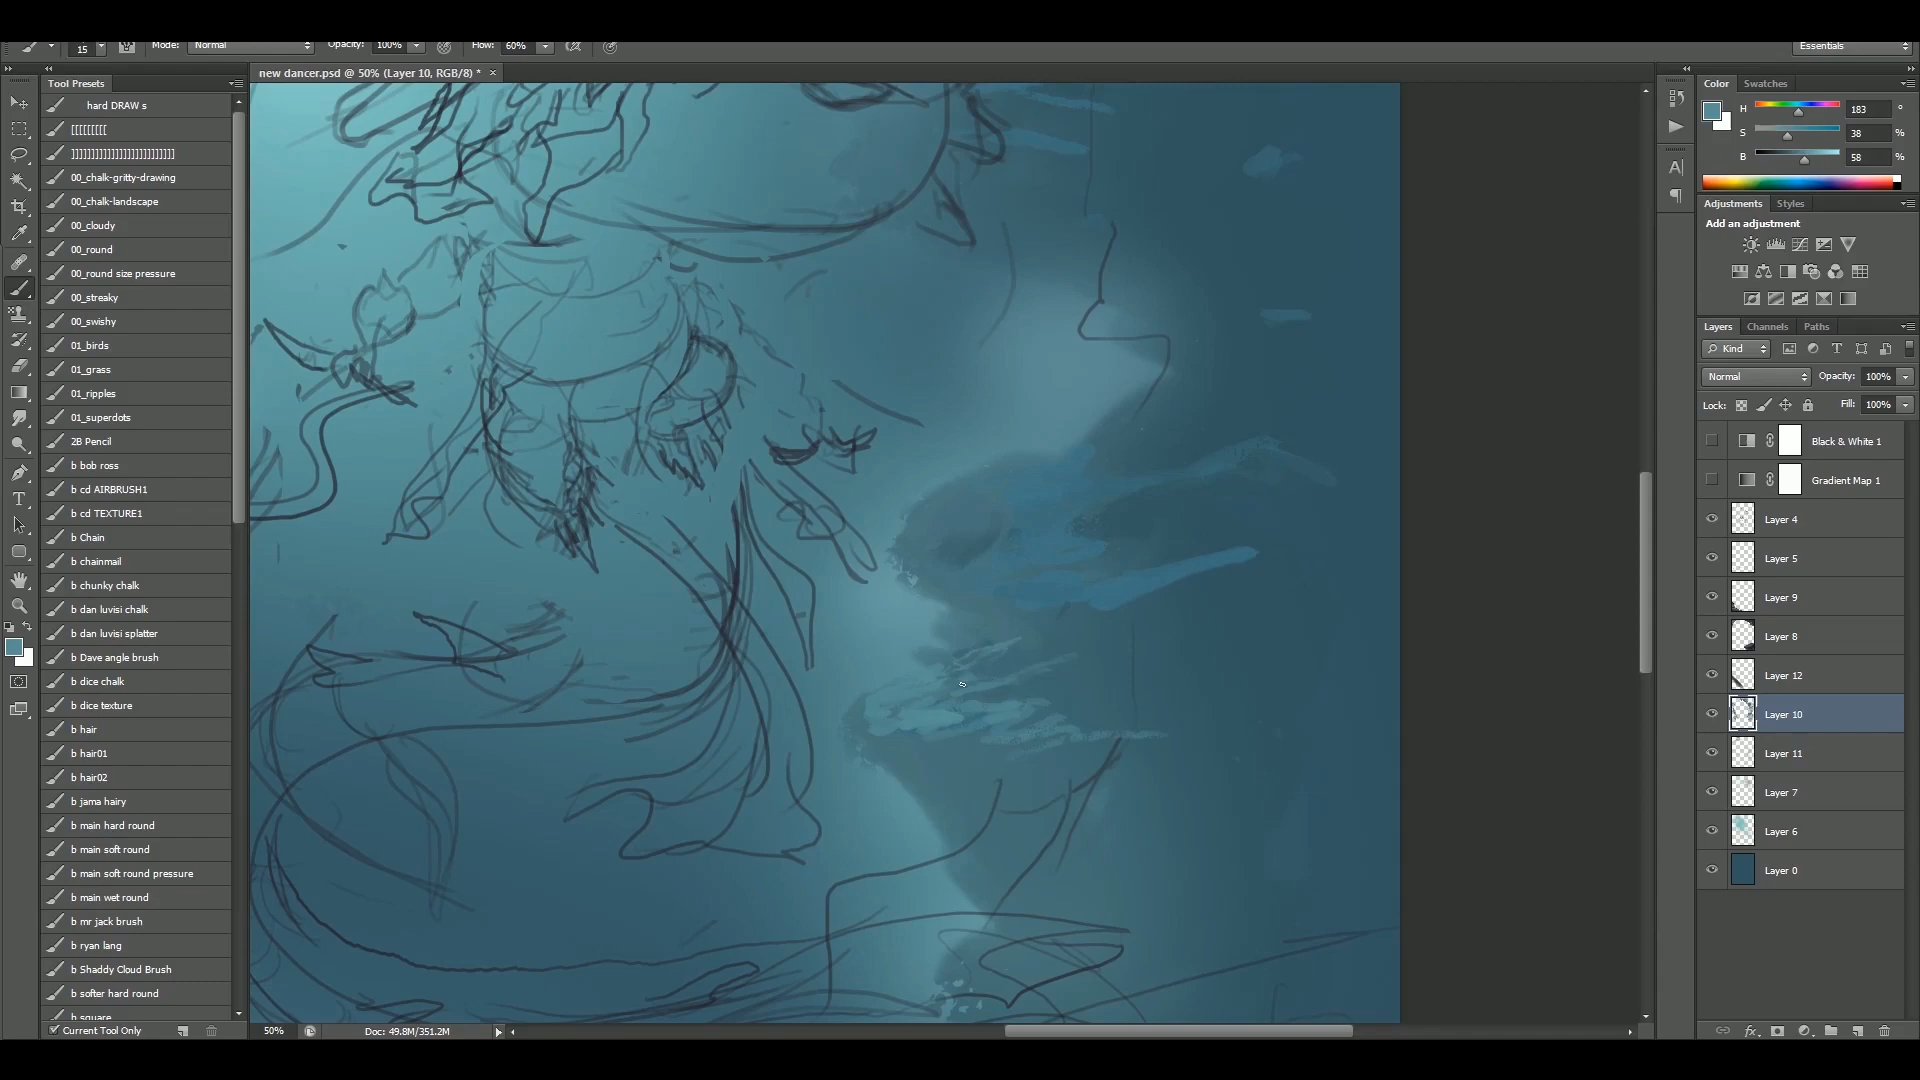 15 Mode: Normal Opacity: 100% Flow: 60% Essentials
Tool Presets
new dancer.psd @ 50% (Layer 10, RGB/8) *
hard DRAW s
[[[[[[[[[
]]]]]]]]]]]]]]]]]]]]]]]]]]
00_chalk-gritty-drawing
00_chalk-landscape
00_cloudy
00_round
00_round size pressure
00_streaky
00_swishy
01_birds
01_grass
01_ripples
01_superdots
2B Pencil
b bob ross
b cd AIRBRUSH1
b cd TEXTURE1
b Chain
b chainmail
b chunky chalk
b dan luvisi chalk
b dan luvisi splatter
b Dave angle brush
b dice chalk
b dice texture
b hair
b hair01
b hair02
b jama hairy
b main hard round
b main soft round
b main soft round pressure
b main wet round
b mr jack brush
b ryan lang
b Shaddy Cloud Brush
b softer hard round
b square
Current Tool Only
50% Doc: 49.8M/351.2M
Color Swatches
H 183 °
S 38 %
B 58 %
Adjustments Styles
Add an adjustment
Layers Channels Paths
Kind
Normal Opacity: 100%
Lock: Fill: 100%
Black & White 1
Gradient Map 1
Layer 4
Layer 5
Layer 9
Layer 8
Layer 12
Layer 10
Layer 11
Layer 7
Layer 6
Layer 0